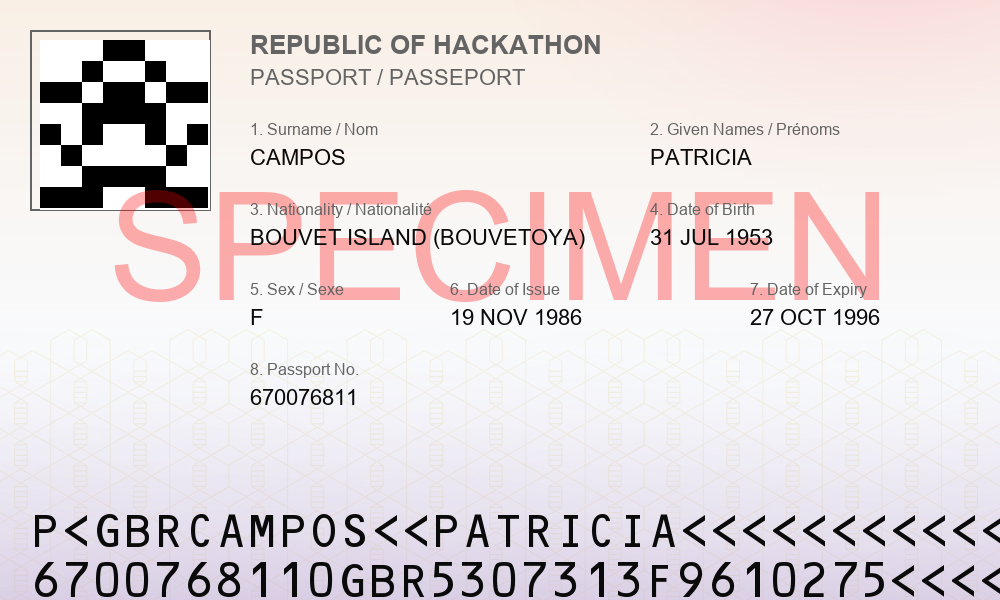 REPUBLIC OF HACKATHON
PASSPORT / PASSEPORT
1. Surname / Nom
2. Given Names / Prénoms
CAMPOS
PATRICIA
SPECIMEN
3. Nationality / Nationalité
4. Date of Birth
BOUVET ISLAND (BOUVETOYA)
31 JUL 1953
5. Sex / Sexe
6. Date of Issue
7. Date of Expiry
F
19 NOV 1986
27 OCT 1996
8. Passport No.
670076811
P<GBRCAMPOS<<PATRICIA<<<<<<<<<<<
6700768110GBR5307313F9610275<<<<